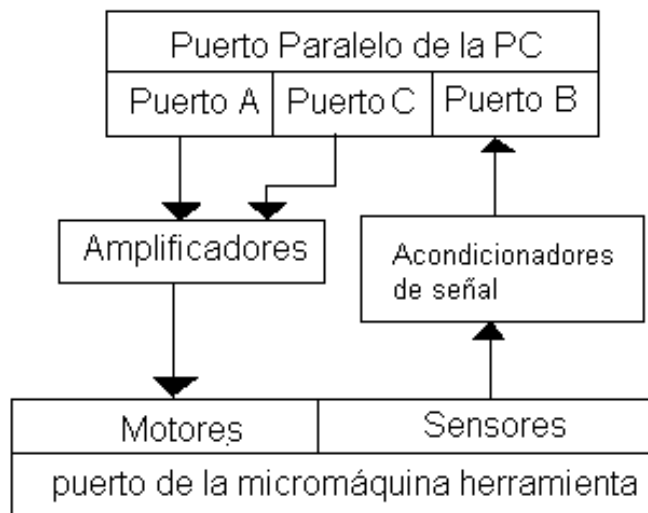 Puerto Paralelo de la PC
Puerto A
Puerto C
Puerto B
Amplificadores
Acondicionadores
de señal
Motores
Sensores
puerto de la micromáquina herramienta